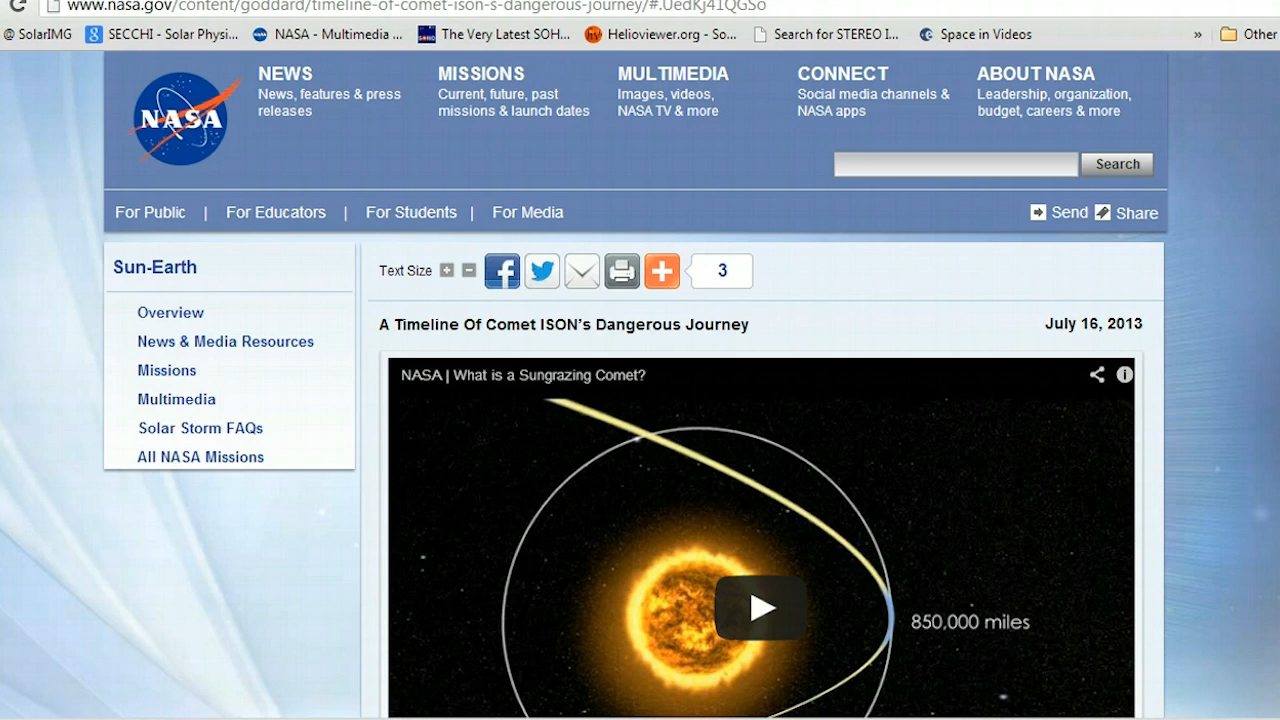 www.nasa.gov/content/goddard/timeline-of-comet-ison-s-dangerous-journey/#.UedKj41QGSo
@ SolarIMG
SECCHI - Solar Physi...
NASA - Multimedia ...
The Very Latest SOH...
Helioviewer.org - So...
Search for STEREO I...
Space in Videos
»
Other
NASA
NEWS
News, features & press
releases
MISSIONS
Current, future, past
missions & launch dates
MULTIMEDIA
Images, videos,
NASA TV & more
CONNECT
Social media channels &
NASA apps
ABOUT NASA
Leadership, organization,
budget, careers & more
Search
For Public | For Educators | For Students | For Media
Send Share
Sun-Earth
Overview
News & Media Resources
Missions
Multimedia
Solar Storm FAQs
All NASA Missions
Text Size
3
A Timeline Of Comet ISON's Dangerous Journey
July 16, 2013
NASA | What is a Sungrazing Comet?
850,000 miles